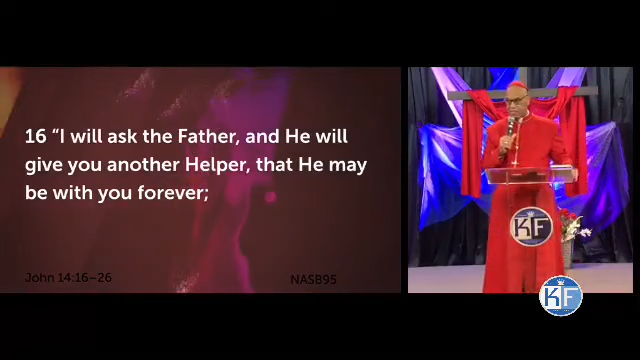 16 “I will ask the Father, and He will
give you another Helper, that He may
be with you forever;
John 14:16–26
NASB95
KF
KF